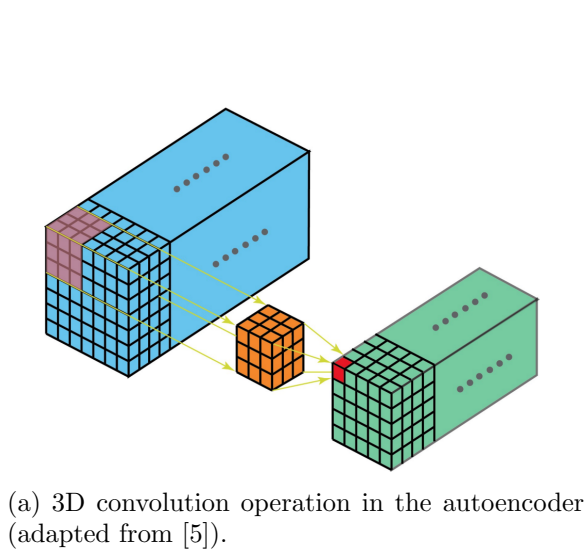 (a) 3D convolution operation in the autoencoder
(adapted from [5]).